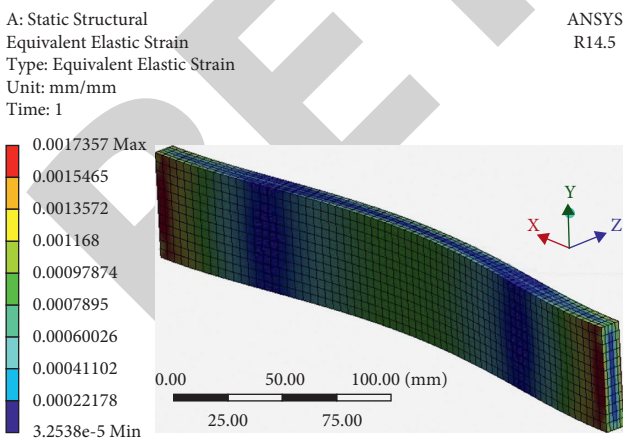 A: Static Structural
Equivalent Elastic Strain
Type: Equivalent Elastic Strain
Unit: mm/mm
Time: 1
ANSYS
R14.5
0.0017357 Max
0.0015465
0.0013572
0.001168
0.00097874
0.0007895
0.00060026
0.00041102
0.00022178
3.2538e-5 Min
Y
X
Z
0.00
50.00
100.00 (mm)
25.00
75.00